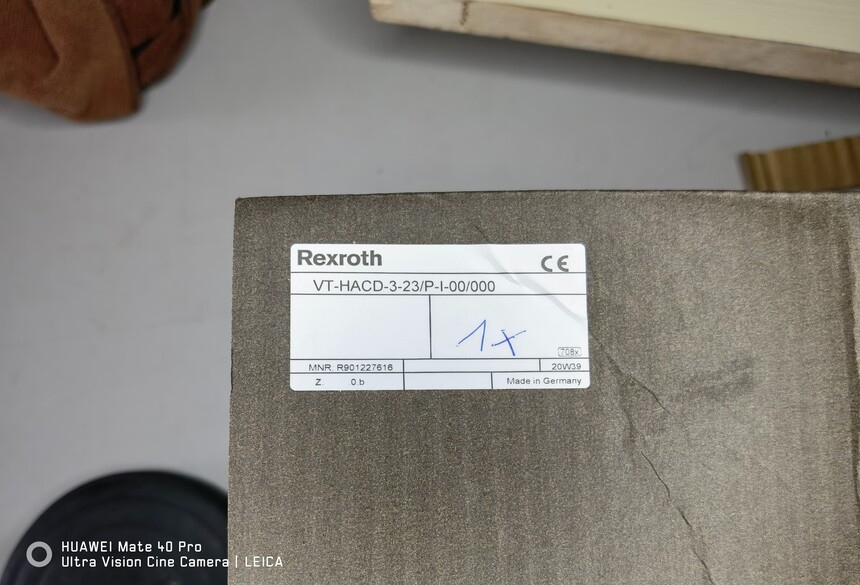 Rexroth
CE
VT-HACD-3-23/P-I-00/000
1x
708x
MNR: R901227616
20W39
Z. 0.b
Made in Germany
HUAWEI Mate 40 Pro
Ultra Vision Cine Camera | LEICA